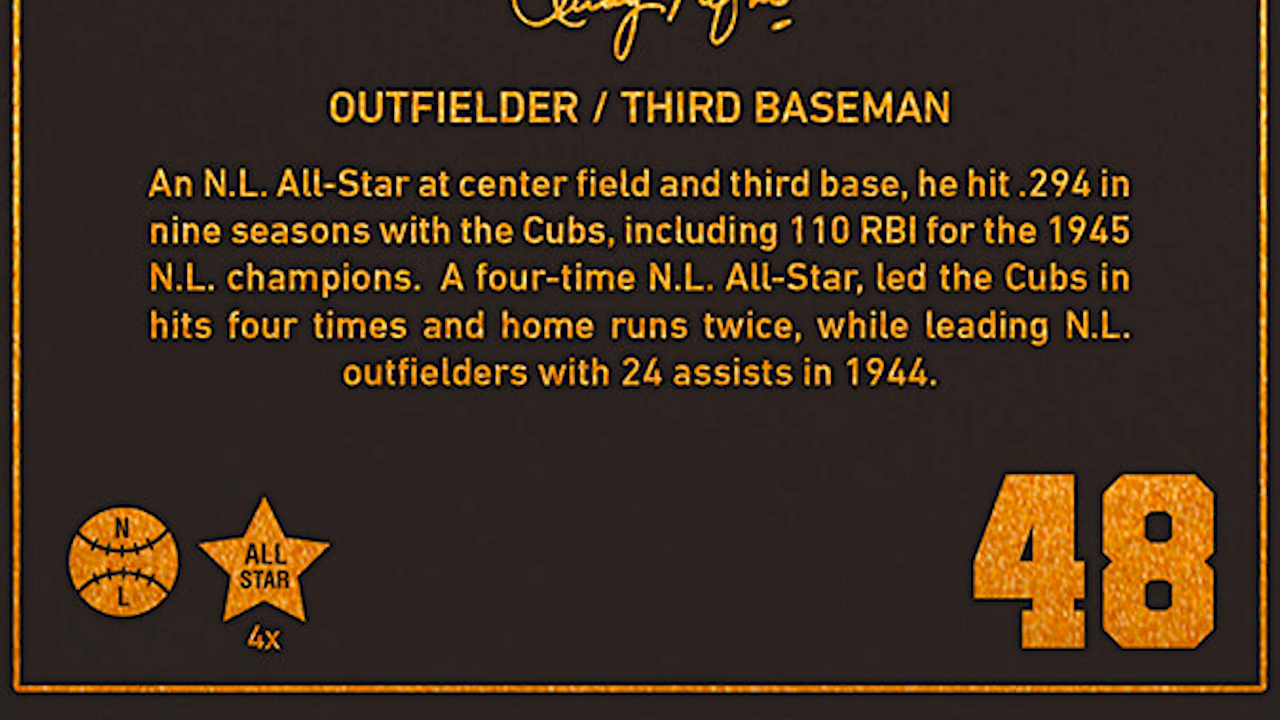 OUTFIELDER / THIRD BASEMAN
An N.L. All-Star at center field and third base, he hit .294 in
nine seasons with the Cubs, including 110 RBI for the 1945
N.L. champions. A four-time N.L. All-Star, led the Cubs in
hits four times and home runs twice, while leading N.L.
outfielders with 24 assists in 1944.
N
L
ALL
STAR
4x
48